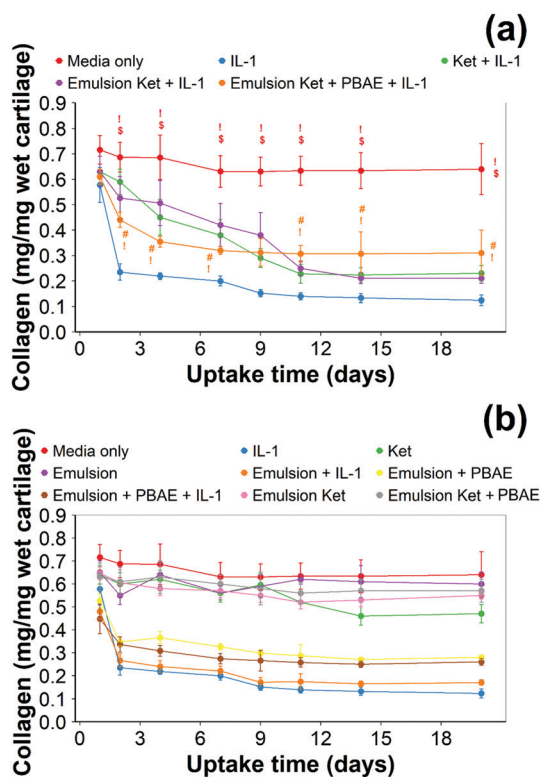 (a)
Media only IL-1 Ket + IL-1
Emulsion Ket + IL-1 Emulsion Ket + PBAE + IL-1
Collagen (mg/mg wet cartilage)
0.9
0.8
0.7
0.6
0.5
0.4
0.3
0.2
0.1
0.0
! ! ! ! ! !
$ $ $ $ $ $
!
$
# #
! !
# # # #
! ! ! !
0 3 6 9 12 15 18
Uptake time (days)
(b)
Media only IL-1 Ket
Emulsion Emulsion + IL-1 Emulsion + PBAE
Emulsion + PBAE + IL-1 Emulsion Ket Emulsion Ket + PBAE
Collagen (mg/mg wet cartilage)
0.9
0.8
0.7
0.6
0.5
0.4
0.3
0.2
0.1
0.0
0 3 6 9 12 15 18
Uptake time (days)